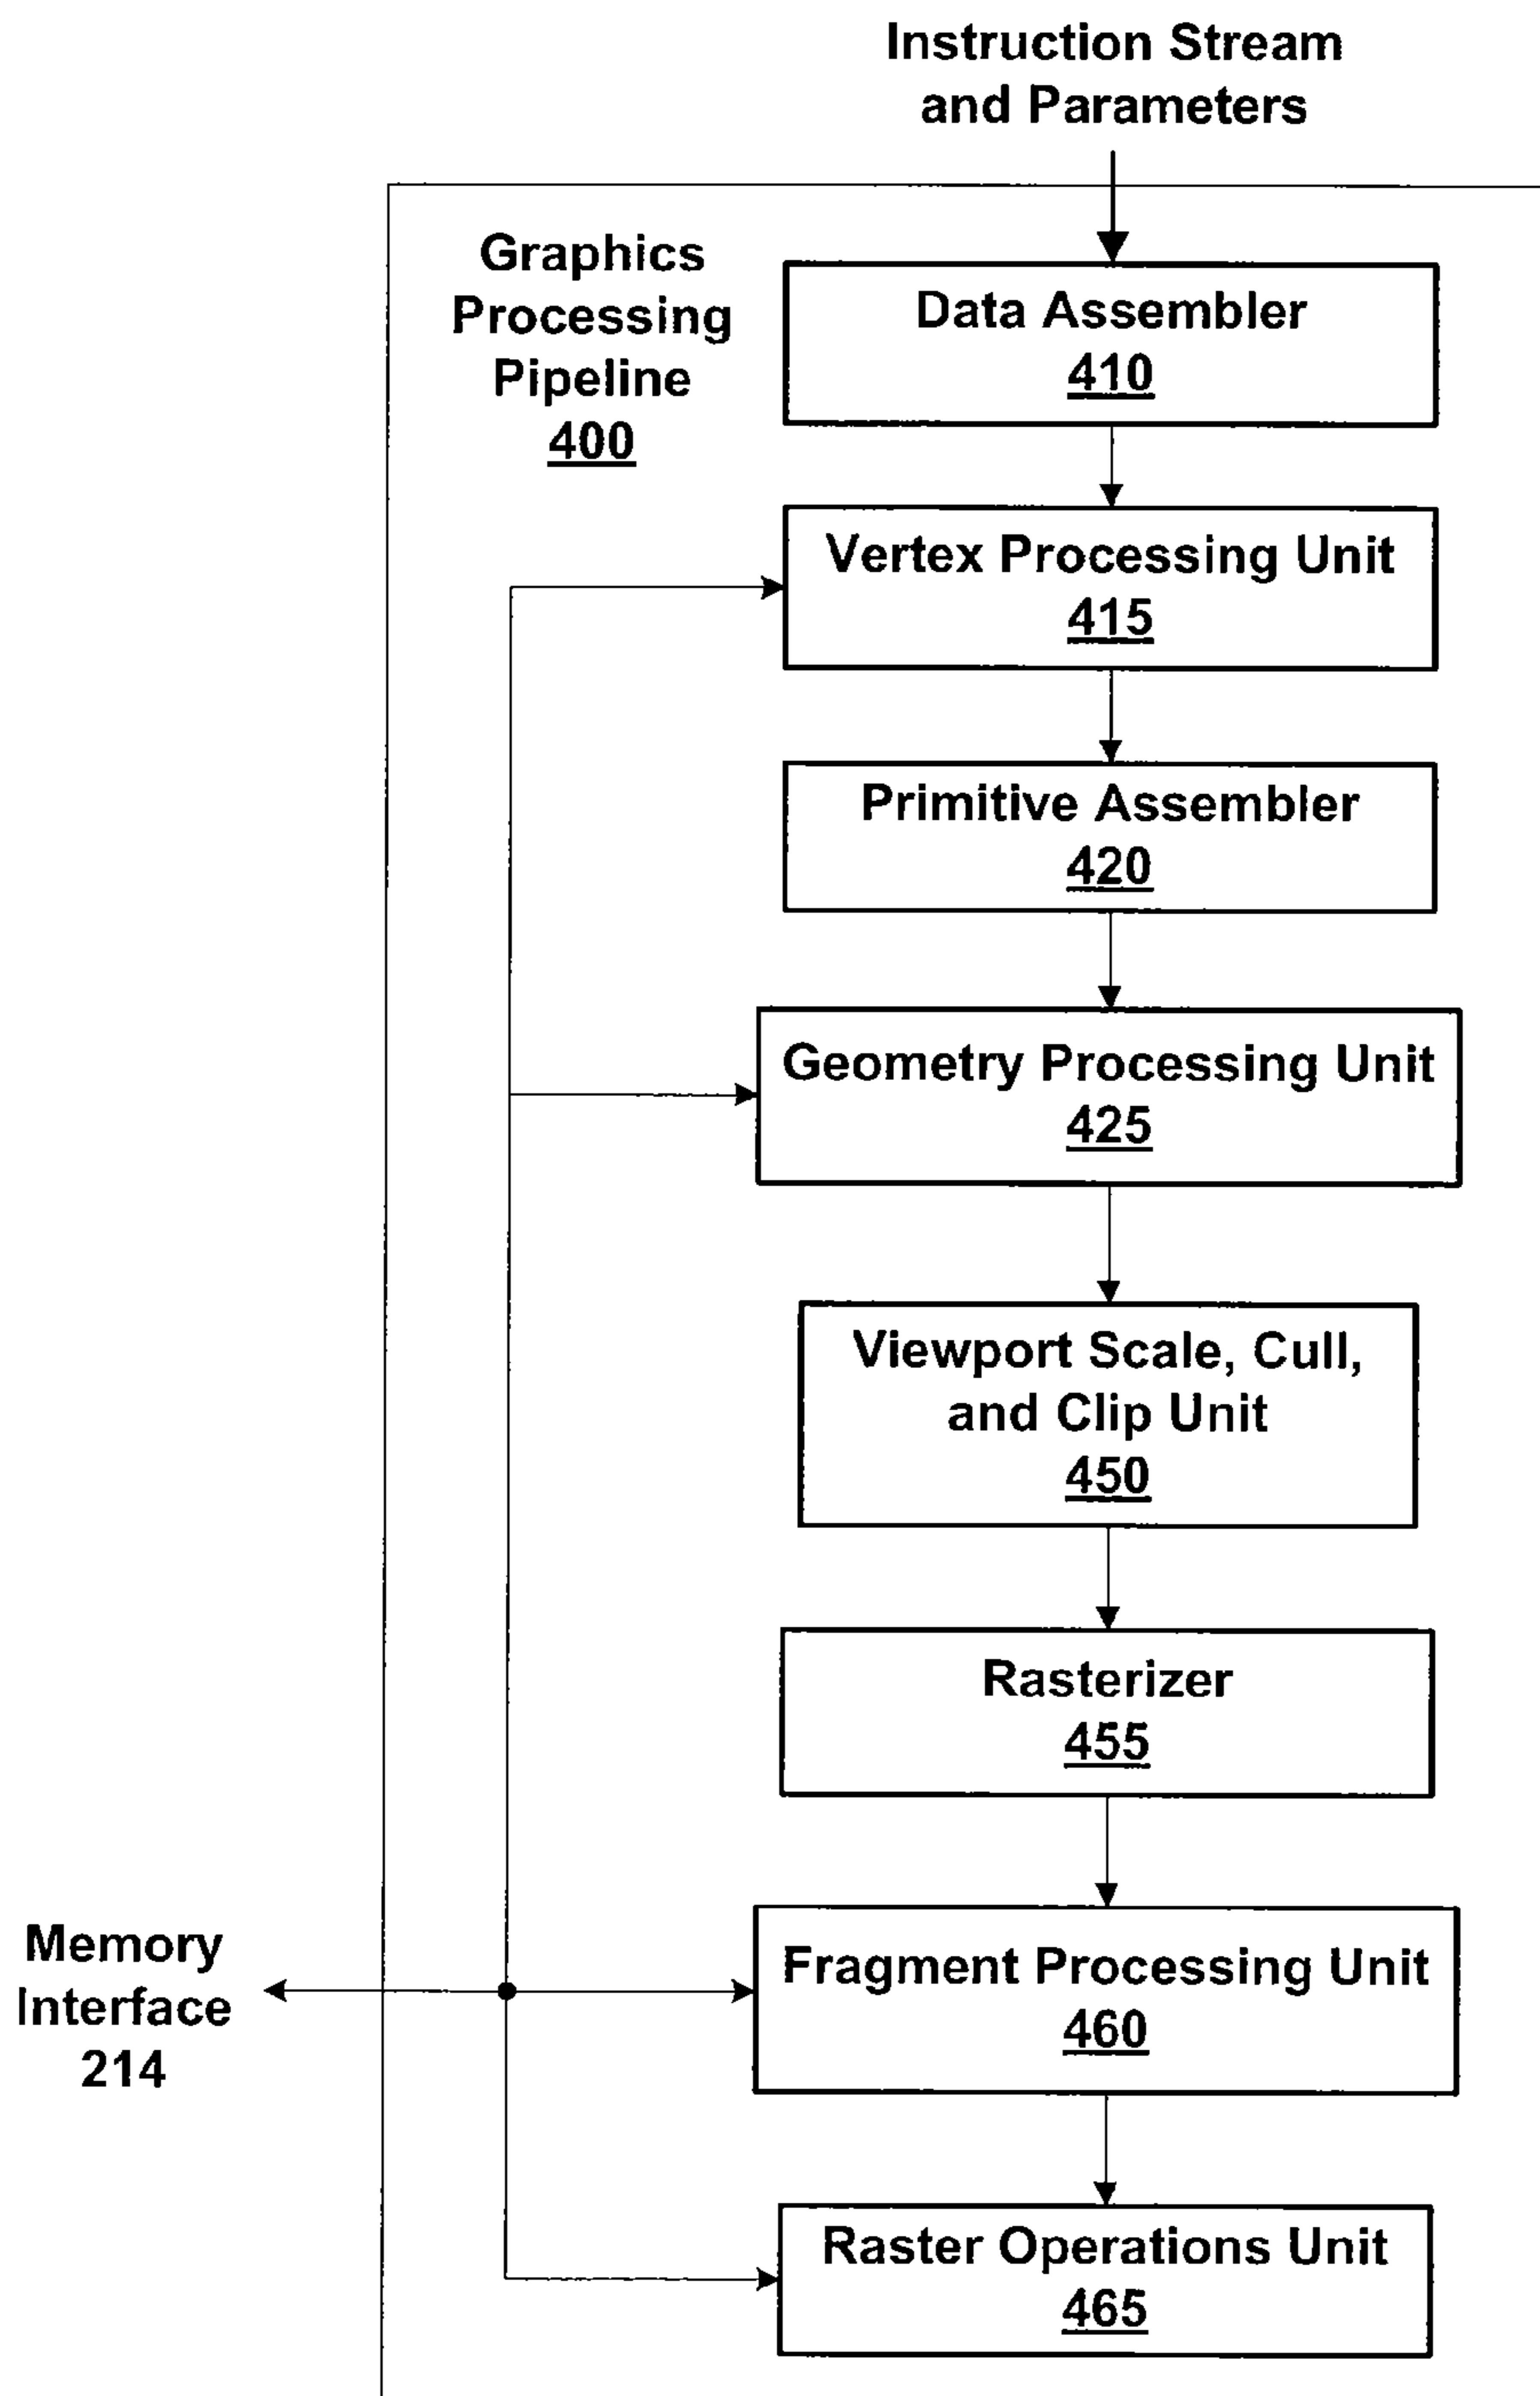 Instruction Stream
and Parameters
Graphics
Processing
Pipeline
400
Data Assembler
410
Vertex Processing Unit
415
Primitive Assembler
420
Geometry Processing Unit
425
Viewport Scale, Cull,
and Clip Unit
450
Rasterizer
455
Memory
Interface
214
Fragment Processing Unit
460
Raster Operations Unit
465